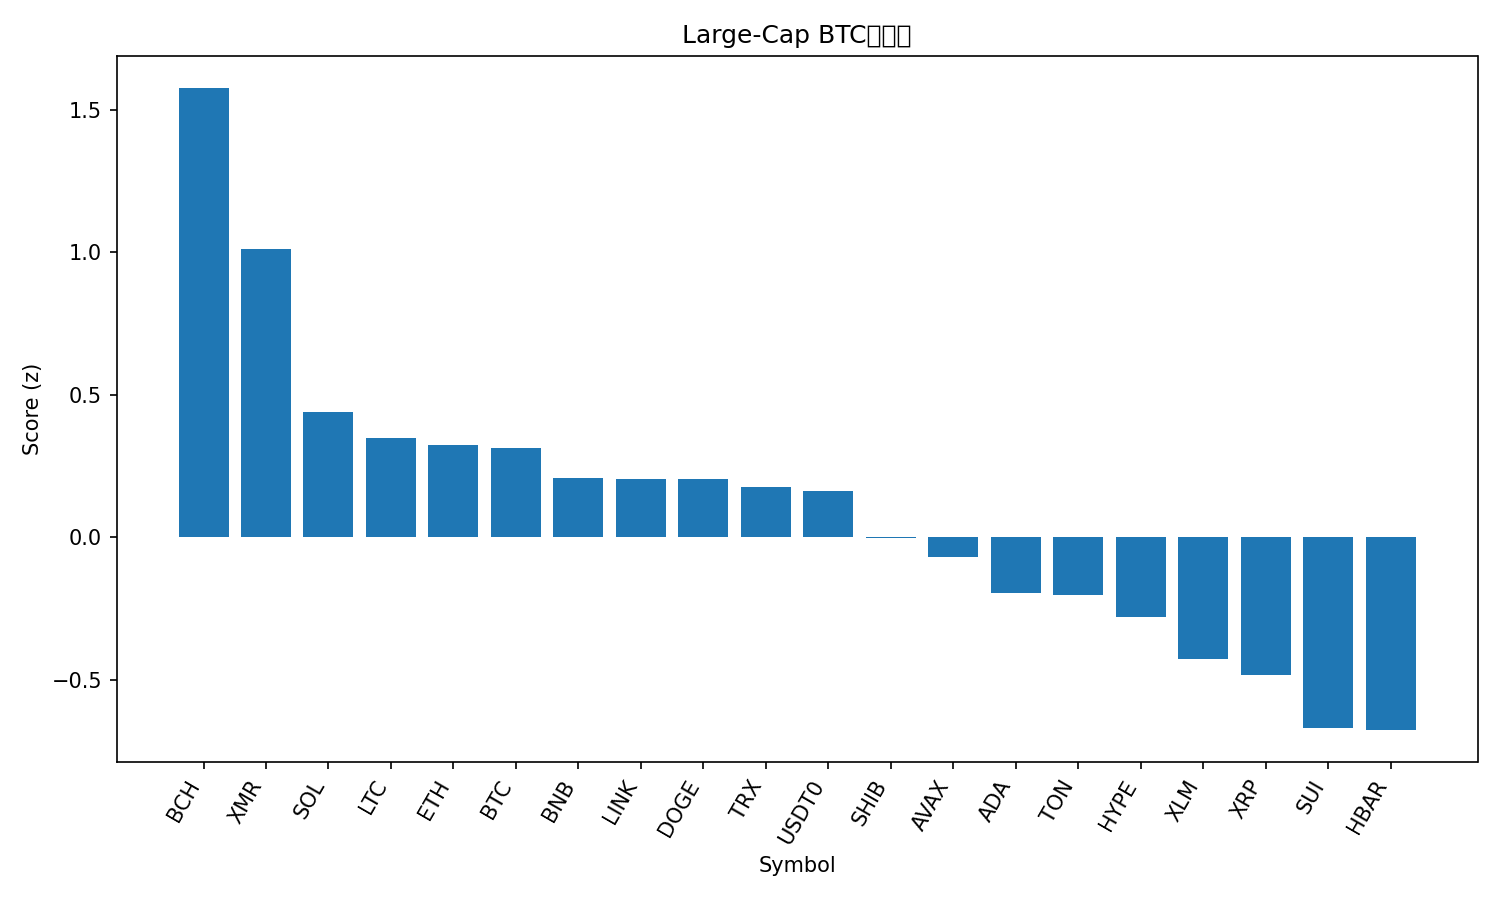 Large-Cap BTC
1.5
1.0
0.5
0.0
−0.5
Score (z)
BCH
XMR
SOL
LTC
ETH
BTC
BNB
LINK
DOGE
TRX
USDT0
SHIB
AVAX
ADA
TON
HYPE
XLM
XRP
SUI
HBAR
Symbol